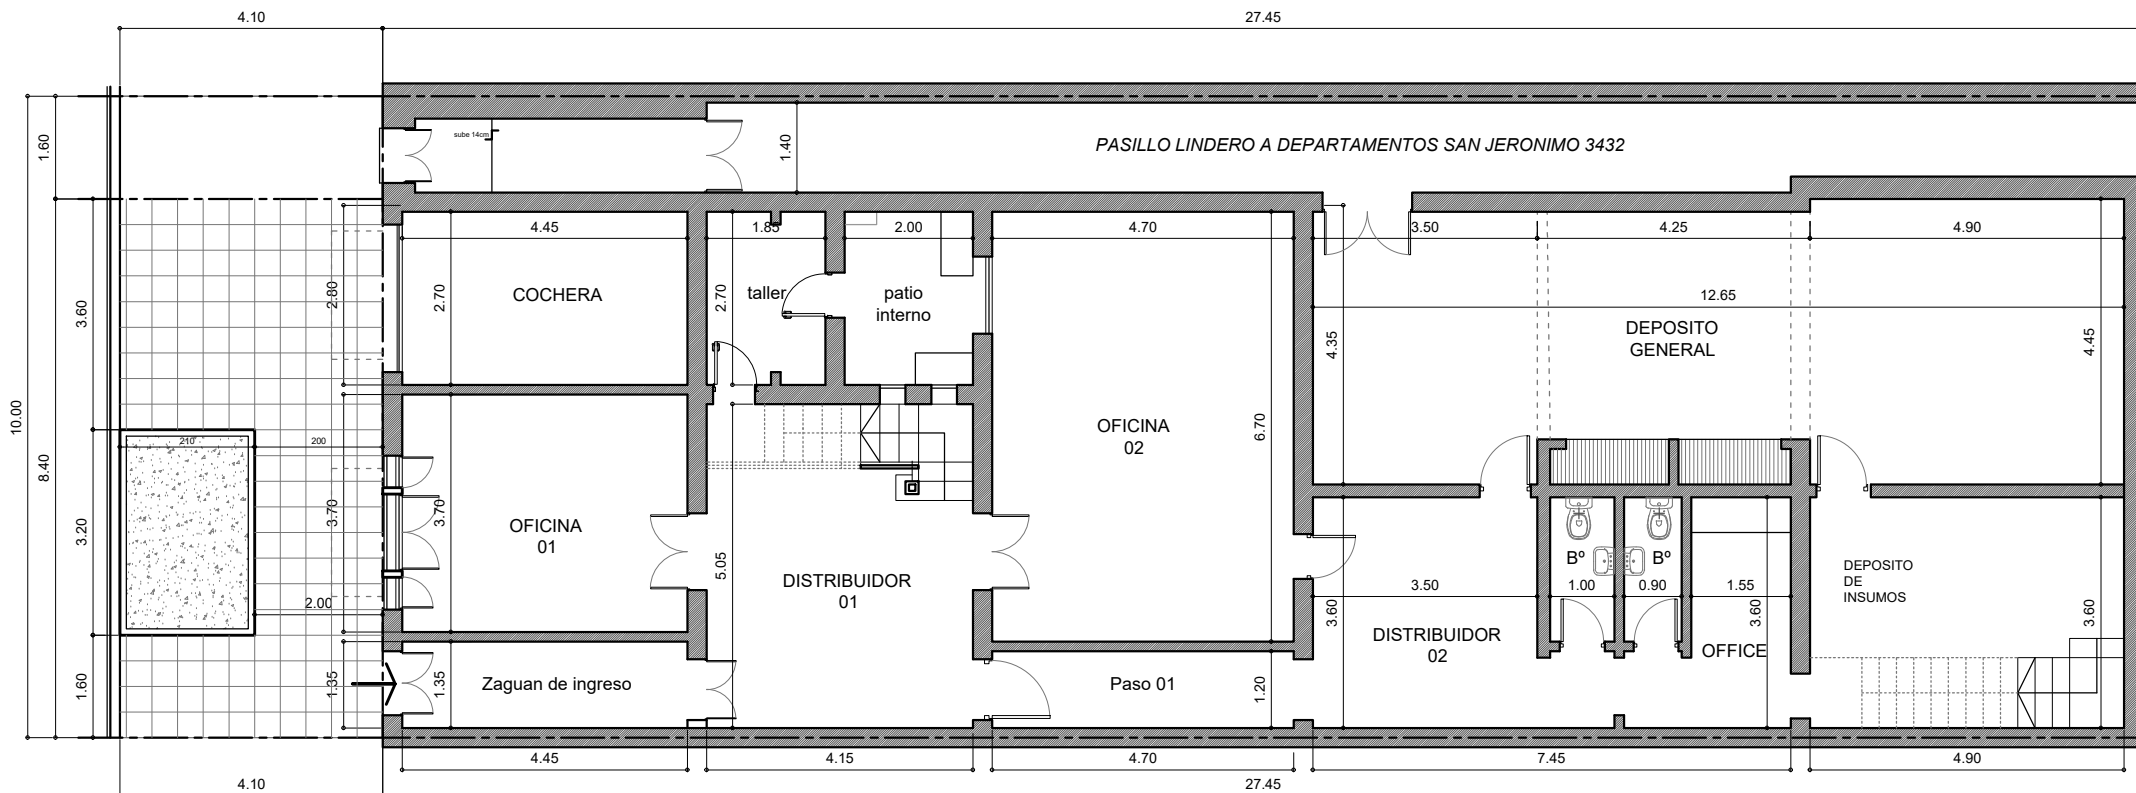 4.10
27.45
1.60
sube 14cm
1.40
PASILLO LINDERO A DEPARTAMENTOS SAN JERONIMO 3432
4.45
1.85
2.00
4.70
3.50
4.25
4.90
2.80
2.70
COCHERA
2.70
taller
patio
interno
12.65
3.60
4.35
DEPOSITO
GENERAL
4.45
10.00
8.40
210
200
OFICINA
02
6.70
3.20
3.70
3.70
OFICINA
01
5.05
DISTRIBUIDOR
01
2.00
3.50
3.60
DISTRIBUIDOR
02
Bº
Bº
1.00
0.90
1.55
3.60
OFFICE
DEPOSITO
DE
INSUMOS
3.60
1.60
1.35
1.35
Zaguan de ingreso
Paso 01
1.20
4.45
4.15
4.70
7.45
4.90
4.10
27.45